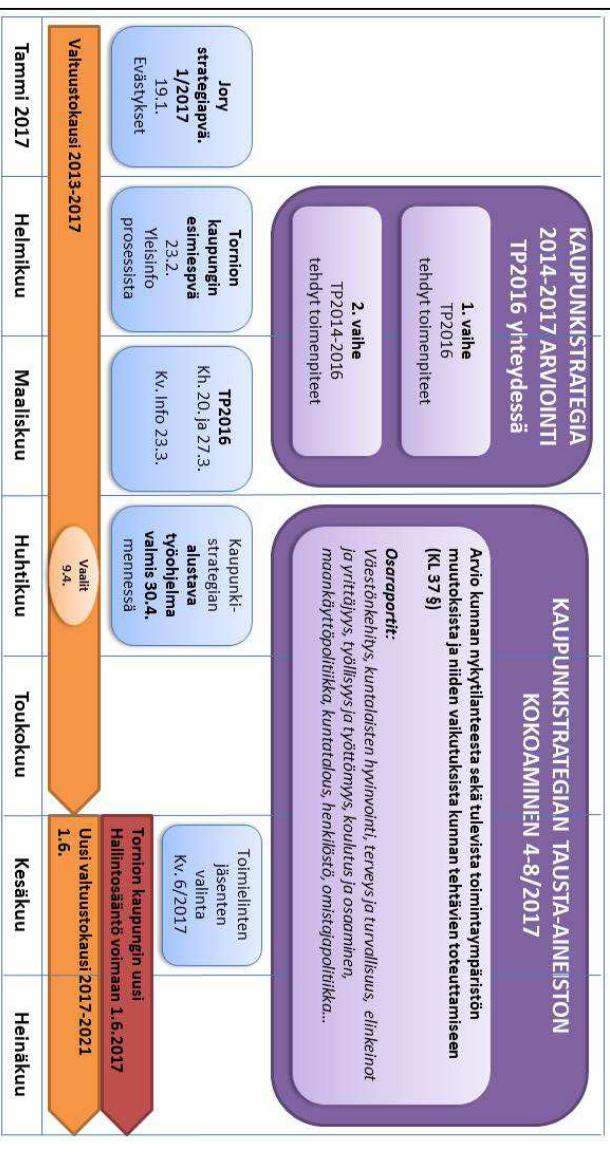 KAUPUNKISTRATEGIA
2014-2017 ARVIOINTI
TP2016 yhteydessä
1. vaihe
TP2016
tehdyt toimenpiteet
2. vaihe
TP2014-2016
tehdyt toimenpiteet
KAUPUNKISTRATEGIAN TAUSTA-AINEISTON
KOKOAMINEN 4-8/2017
Arvio kunnan nykytilanteesta sekä tulevista toimintaympäristön
muutoksista ja niiden vaikutuksista kunnan tehtävien toteuttamiseen
(KL 37 §)
Osaraportit:
Väestönkehitys, kuntalaisten hyvinvointi, terveys ja turvallisuus, elinkeinot
ja yrittäjyys, työllisyys ja työttömyys, koulutus ja osaaminen,
maankäyttöpolitiikka, kuntatalous, henkilöstö, omistajapolitiikka...
Jory
strategiapvä.
1/2017
19.1.
Evästykset
Tornion
kaupungin
esimiespvä
23.2.
Yleisinfo
prosessista
TP2016
Kh. 20. ja 27.3.
Kv. Info 23.3.
Kaupunki-
strategian
alustava
työohjelma
valmis 30.4.
mennessä
Toimielinten
jäsenten
valinta
Kv. 6/2017
Tornion kaupungin uusi
Hallintosääntö voimaan 1.6.2017
Valtuustokausi 2013-2017
Vaalit
9.4.
Uusi valtuustokausi 2017-2021
1.6.
Tammi 2017
Helmikuu
Maaliskuu
Huhtikuu
Toukokuu
Kesäkuu
Heinäkuu